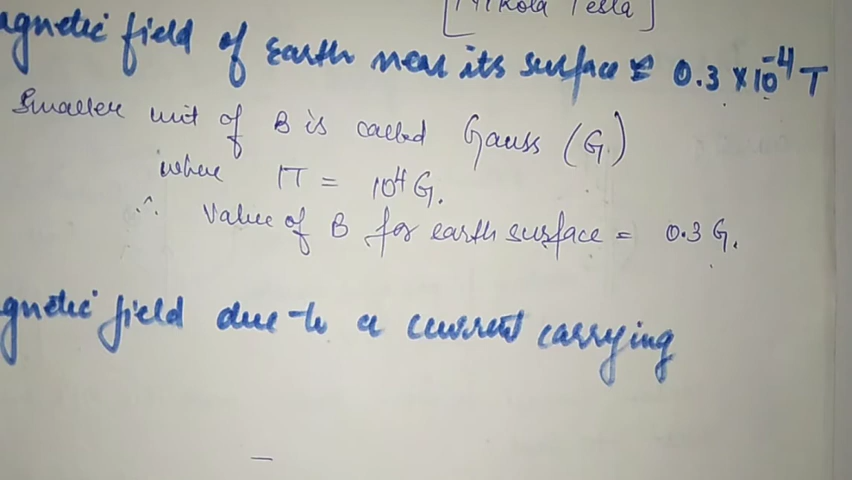 [Nikola Tesla]
agnetic field of Earth near its surface = 0.3 × 10⁻⁴ T
Smaller unit of B is called Gauss (G.)
where 1T = 10⁴ G.
∴ Value of B for earth surface = 0.3 G.
gnetic field due to a current carrying